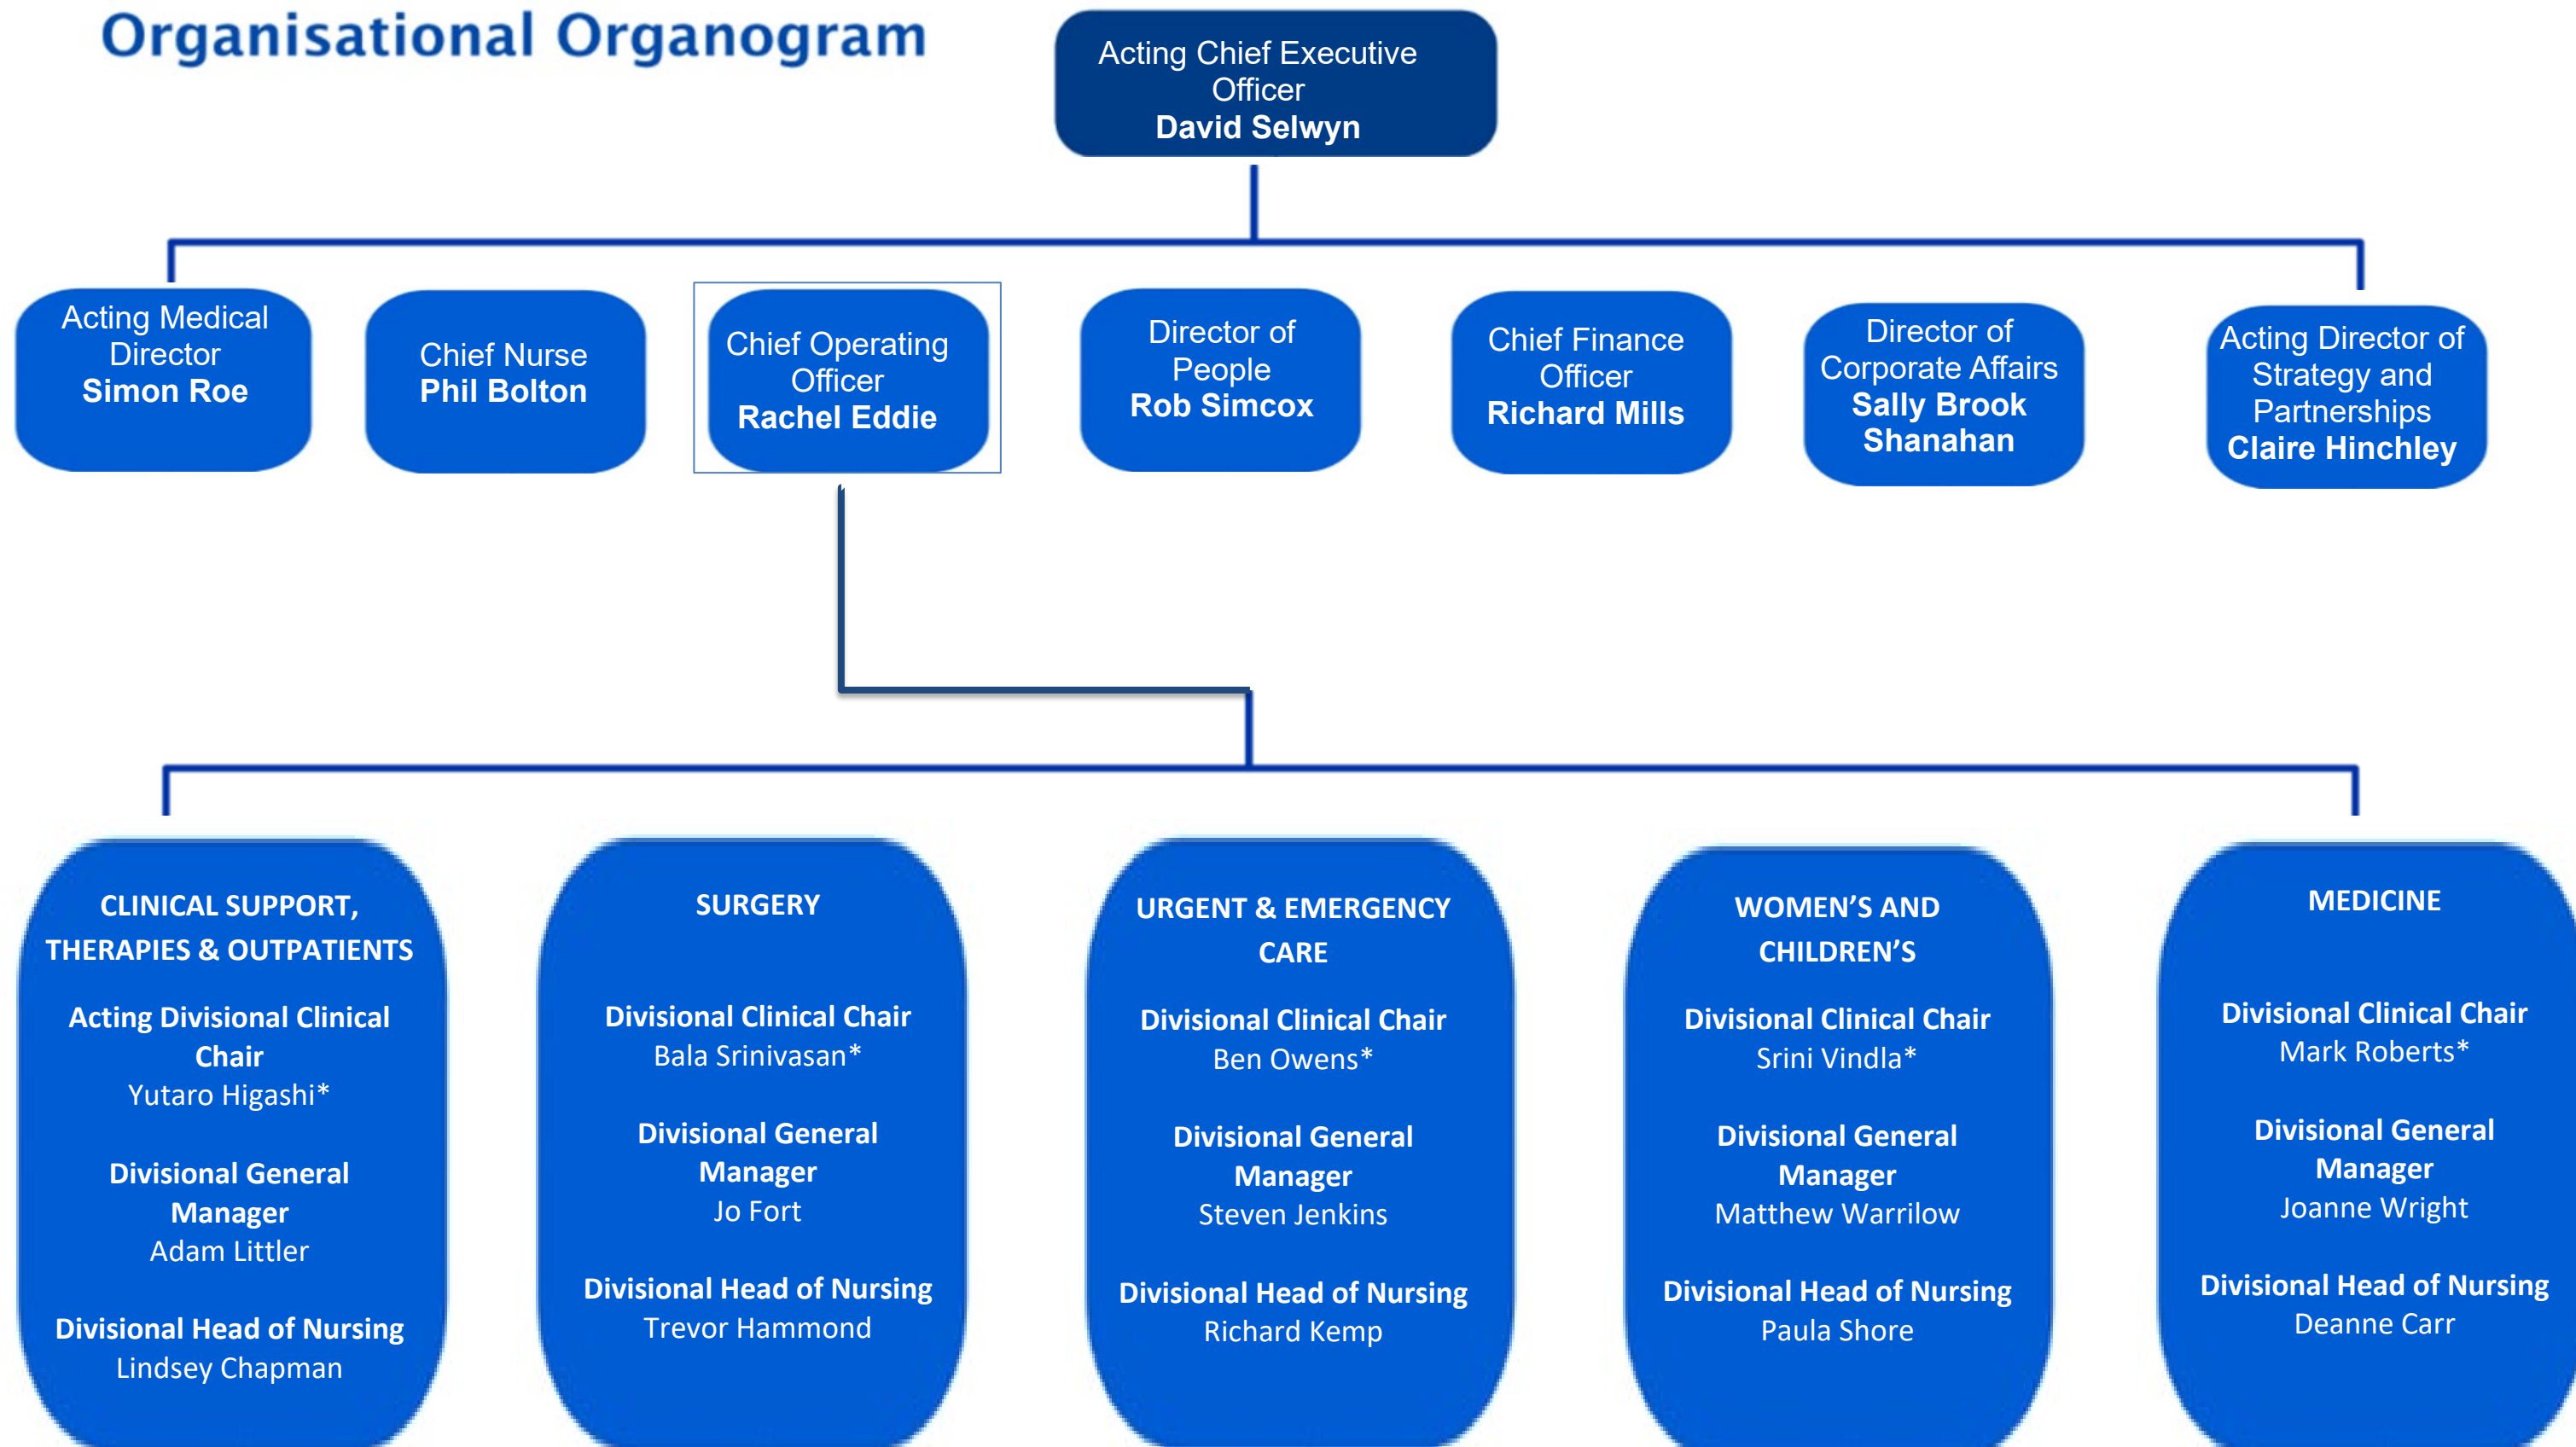 Organisational Organogram
Acting Chief Executive
Officer
David Selwyn
Acting Medical
Director
Simon Roe
Chief Nurse
Phil Bolton
Chief Operating
Officer
Rachel Eddie
Director of
People
Rob Simcox
Chief Finance
Officer
Richard Mills
Director of
Corporate Affairs
Sally Brook
Shanahan
Acting Director of
Strategy and
Partnerships
Claire Hinchley
CLINICAL SUPPORT,
THERAPIES & OUTPATIENTS
Acting Divisional Clinical
Chair
Yutaro Higashi*
Divisional General
Manager
Adam Littler
Divisional Head of Nursing
Lindsey Chapman
SURGERY
Divisional Clinical Chair
Bala Srinivasan*
Divisional General
Manager
Jo Fort
Divisional Head of Nursing
Trevor Hammond
URGENT & EMERGENCY
CARE
Divisional Clinical Chair
Ben Owens*
Divisional General
Manager
Steven Jenkins
Divisional Head of Nursing
Richard Kemp
WOMEN’S AND
CHILDREN’S
Divisional Clinical Chair
Srini Vindla*
Divisional General
Manager
Matthew Warrilow
Divisional Head of Nursing
Paula Shore
MEDICINE
Divisional Clinical Chair
Mark Roberts*
Divisional General
Manager
Joanne Wright
Divisional Head of Nursing
Deanne Carr